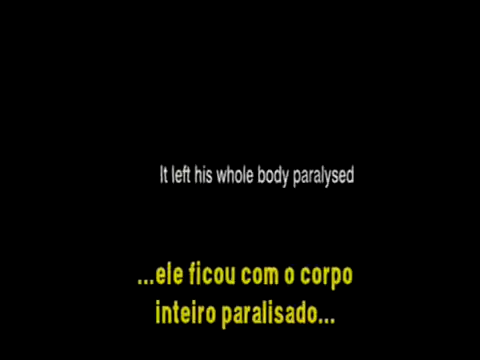 It left his whole body paralysed
...ele ficou com o corpo
inteiro paralisado...